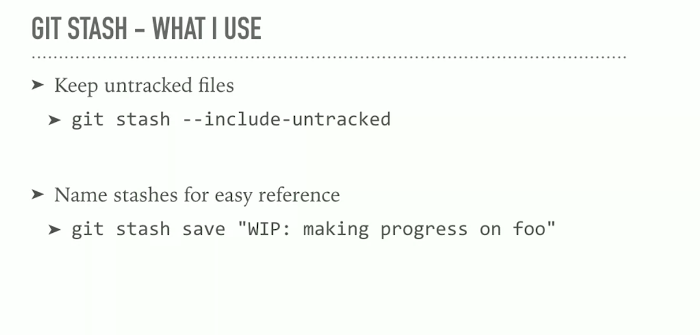 GIT STASH – WHAT I USE
➤ Keep untracked files
➤ git stash --include-untracked
➤ Name stashes for easy reference
➤ git stash save "WIP: making progress on foo"